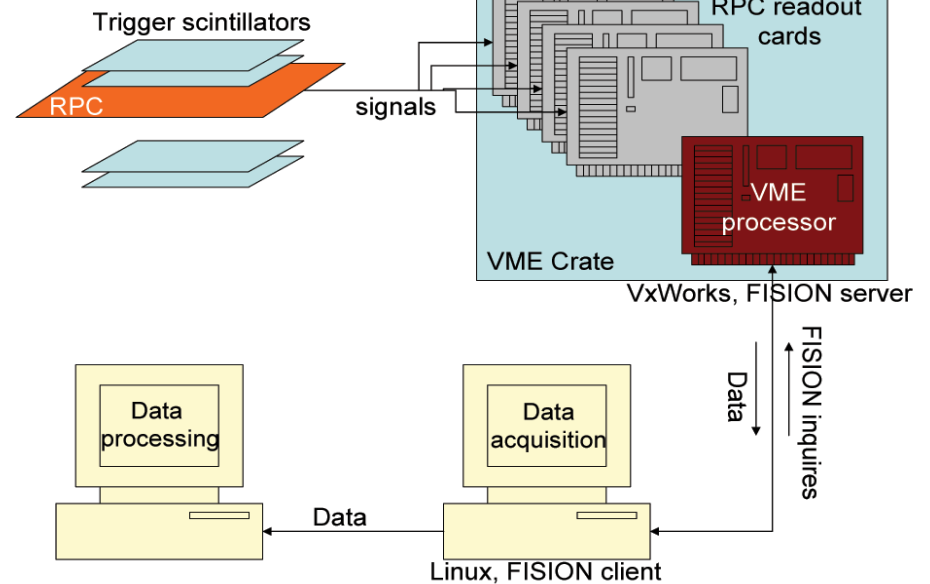 Trigger scintillators
RPC readout
cards
RPC
signals
VME
processor
VME Crate
VxWorks, FISION server
FISION inquires
Data
Data
processing
Data
acquisition
Data
Linux, FISION client